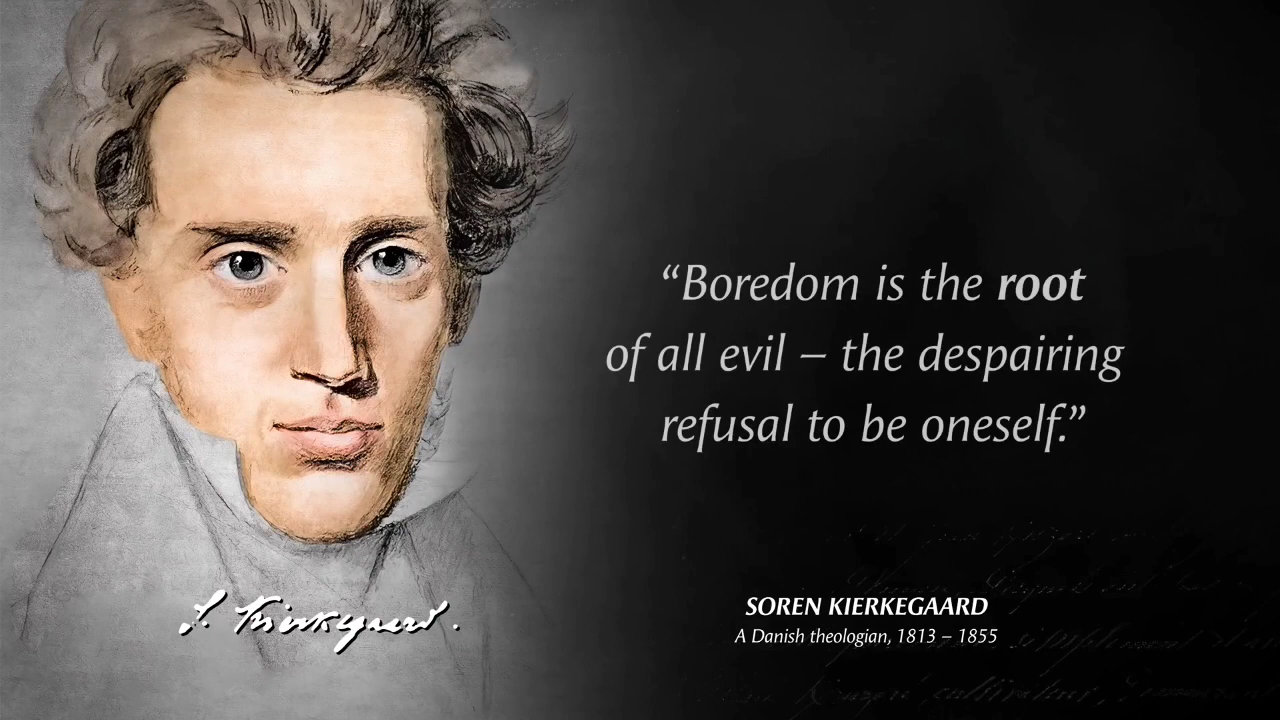 “Boredom is the root
of all evil – the despairing
refusal to be oneself.”
S. Kierkegaard.
SOREN KIERKEGAARD
A Danish theologian, 1813 – 1855